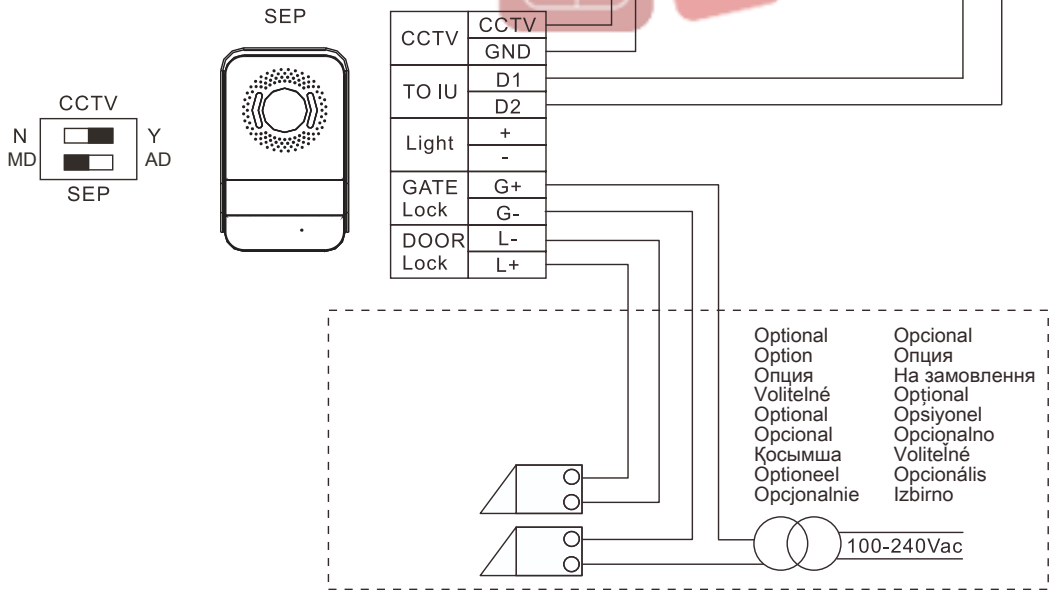 SEP
CCTV
N Y
MD AD
SEP
CCTV CCTV
GND
TO IU D1
D2
Light +
-
GATE Lock G+
G-
DOOR Lock L-
L+
Optional Opcional
Option Опция
Опция На замовлення
Volitelné Opțional
Optional Opsiyonel
Opcional Opcionalno
Қосымша Voliteľné
Optioneel Opcionális
Opcjonalnie Izbirno
100-240Vac